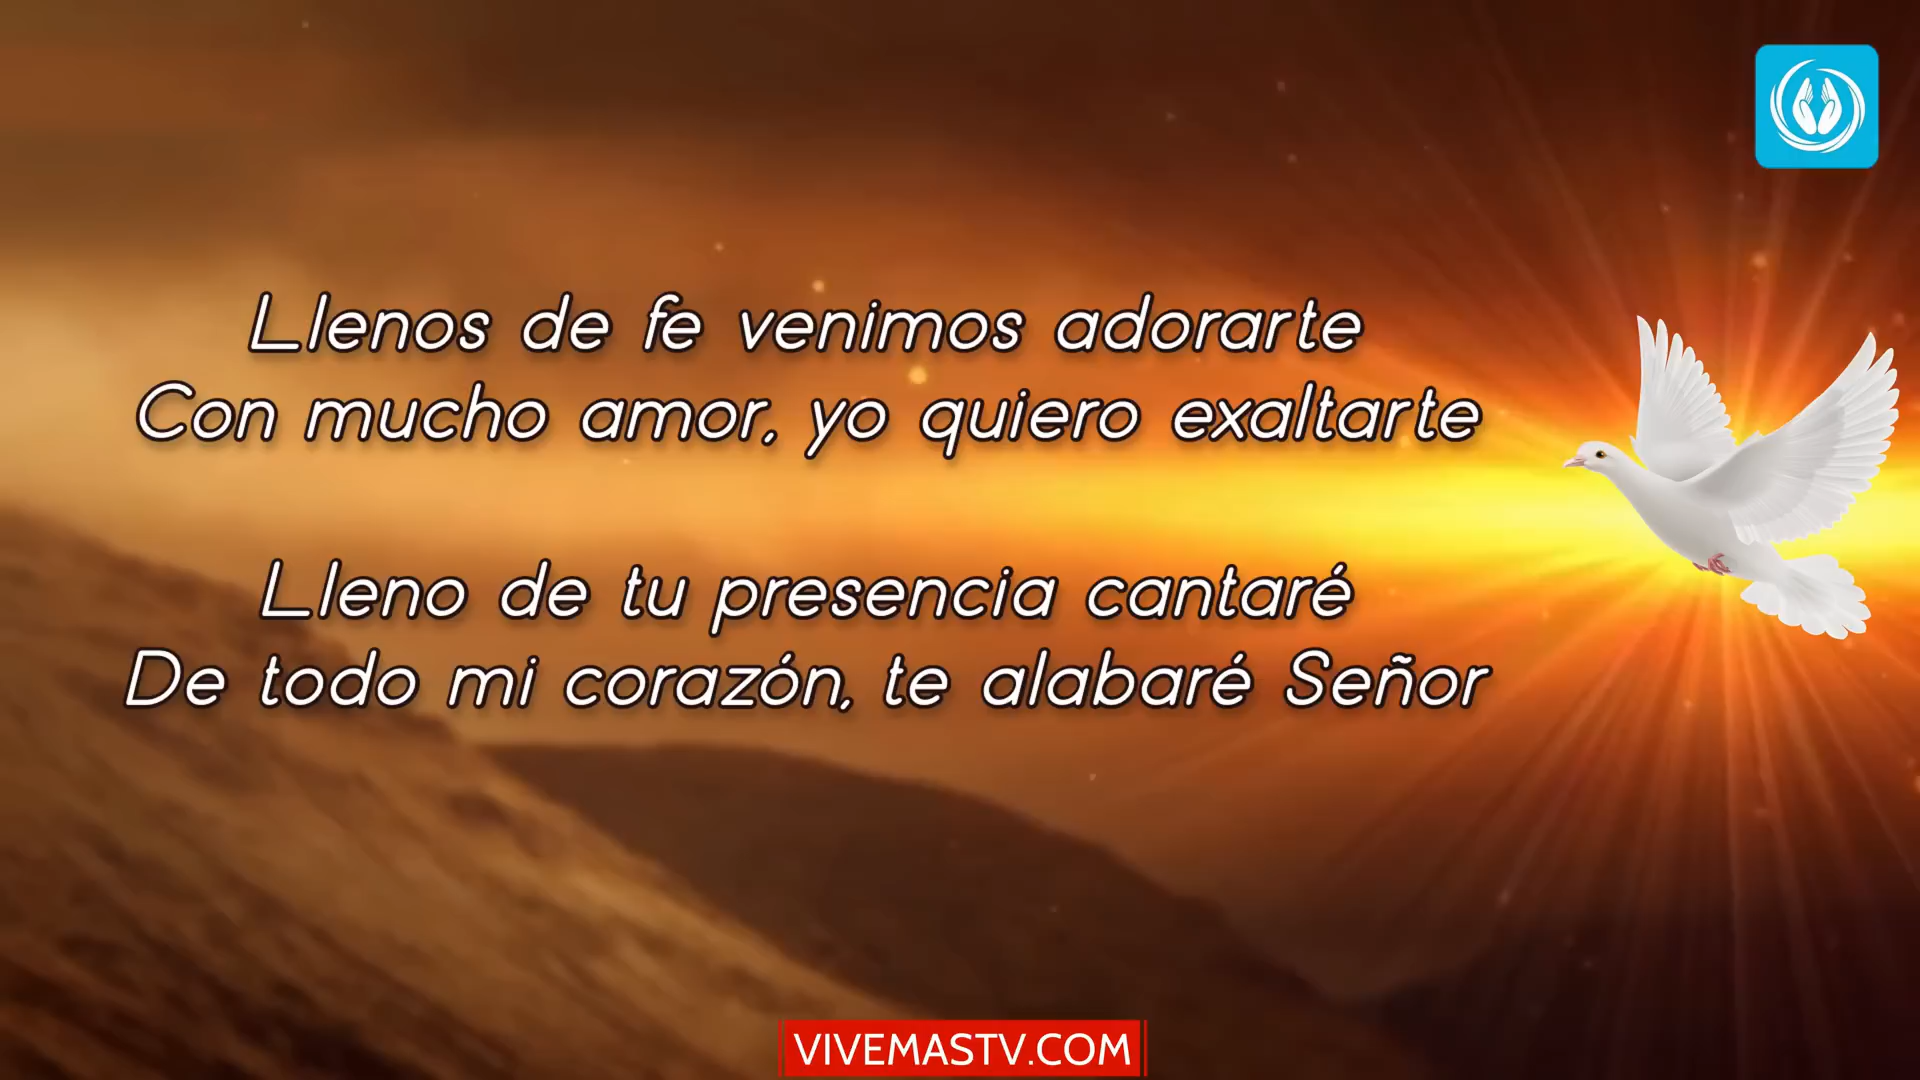 Llenos de fe venimos adorarte
Con mucho amor, yo quiero exaltarte
Lleno de tu presencia cantaré
De todo mi corazón, te alabaré Señor
VIVEMASTV.COM